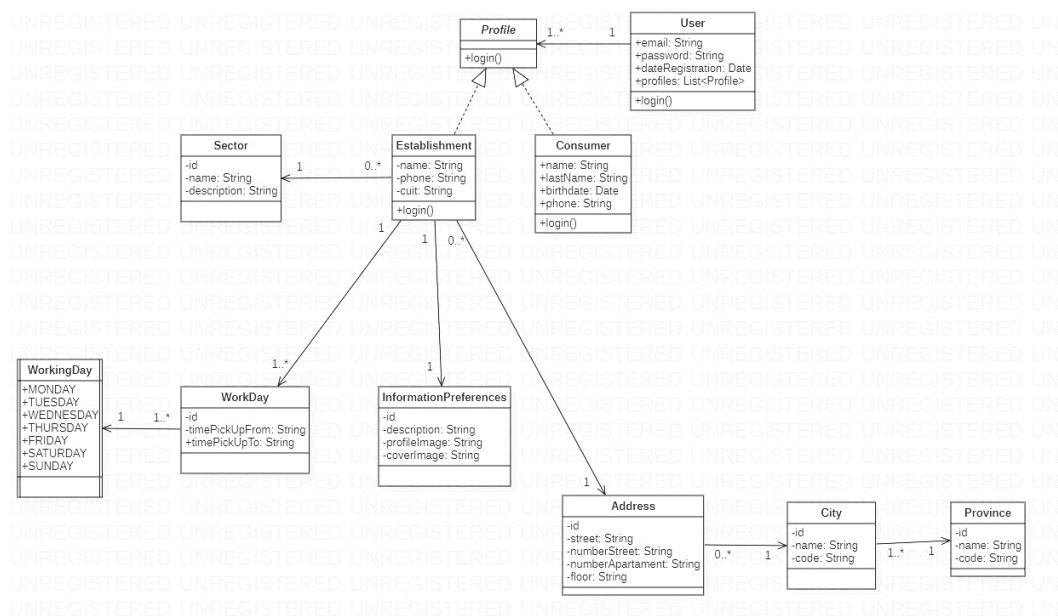 Profile
+login()
1..*
1
User
+email: String
+password: String
+dateRegistration: Date
+profiles: List<Profile>
+login()
Sector
-id
-name: String
-description: String
1
0..*
Establishment
-name: String
-phone: String
-cuit: String
+login()
Consumer
+name: String
+lastName: String
+birthdate: Date
+phone: String
+login()
1
1
0..*
1..*
1
1
WorkingDay
+MONDAY
+TUESDAY
+WEDNESDAY
+THURSDAY
+FRIDAY
+SATURDAY
+SUNDAY
1
1..*
WorkDay
-id
-timePickUpFrom: String
+timePickUpTo: String
InformationPreferences
-id
-description: String
-profileImage: String
-coverImage: String
Address
-id
-street: String
-numberStreet: String
-numberApartament: String
-floor: String
0..*
1
City
-id
-name: String
-code: String
1..*
1
Province
-id
-name: String
-code: String
UNREGISTERED